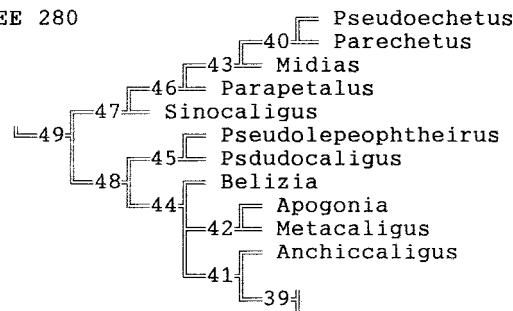 EE 280
Pseudoechetus
40
Parechetus
43
Midias
46
Parapetalus
47
Sinocaligus
49
Pseudolepeophtheirus
45
Psdudocaligus
48
Belizia
44
Apogonia
42
Metacaligus
Anchiccaligus
41
39